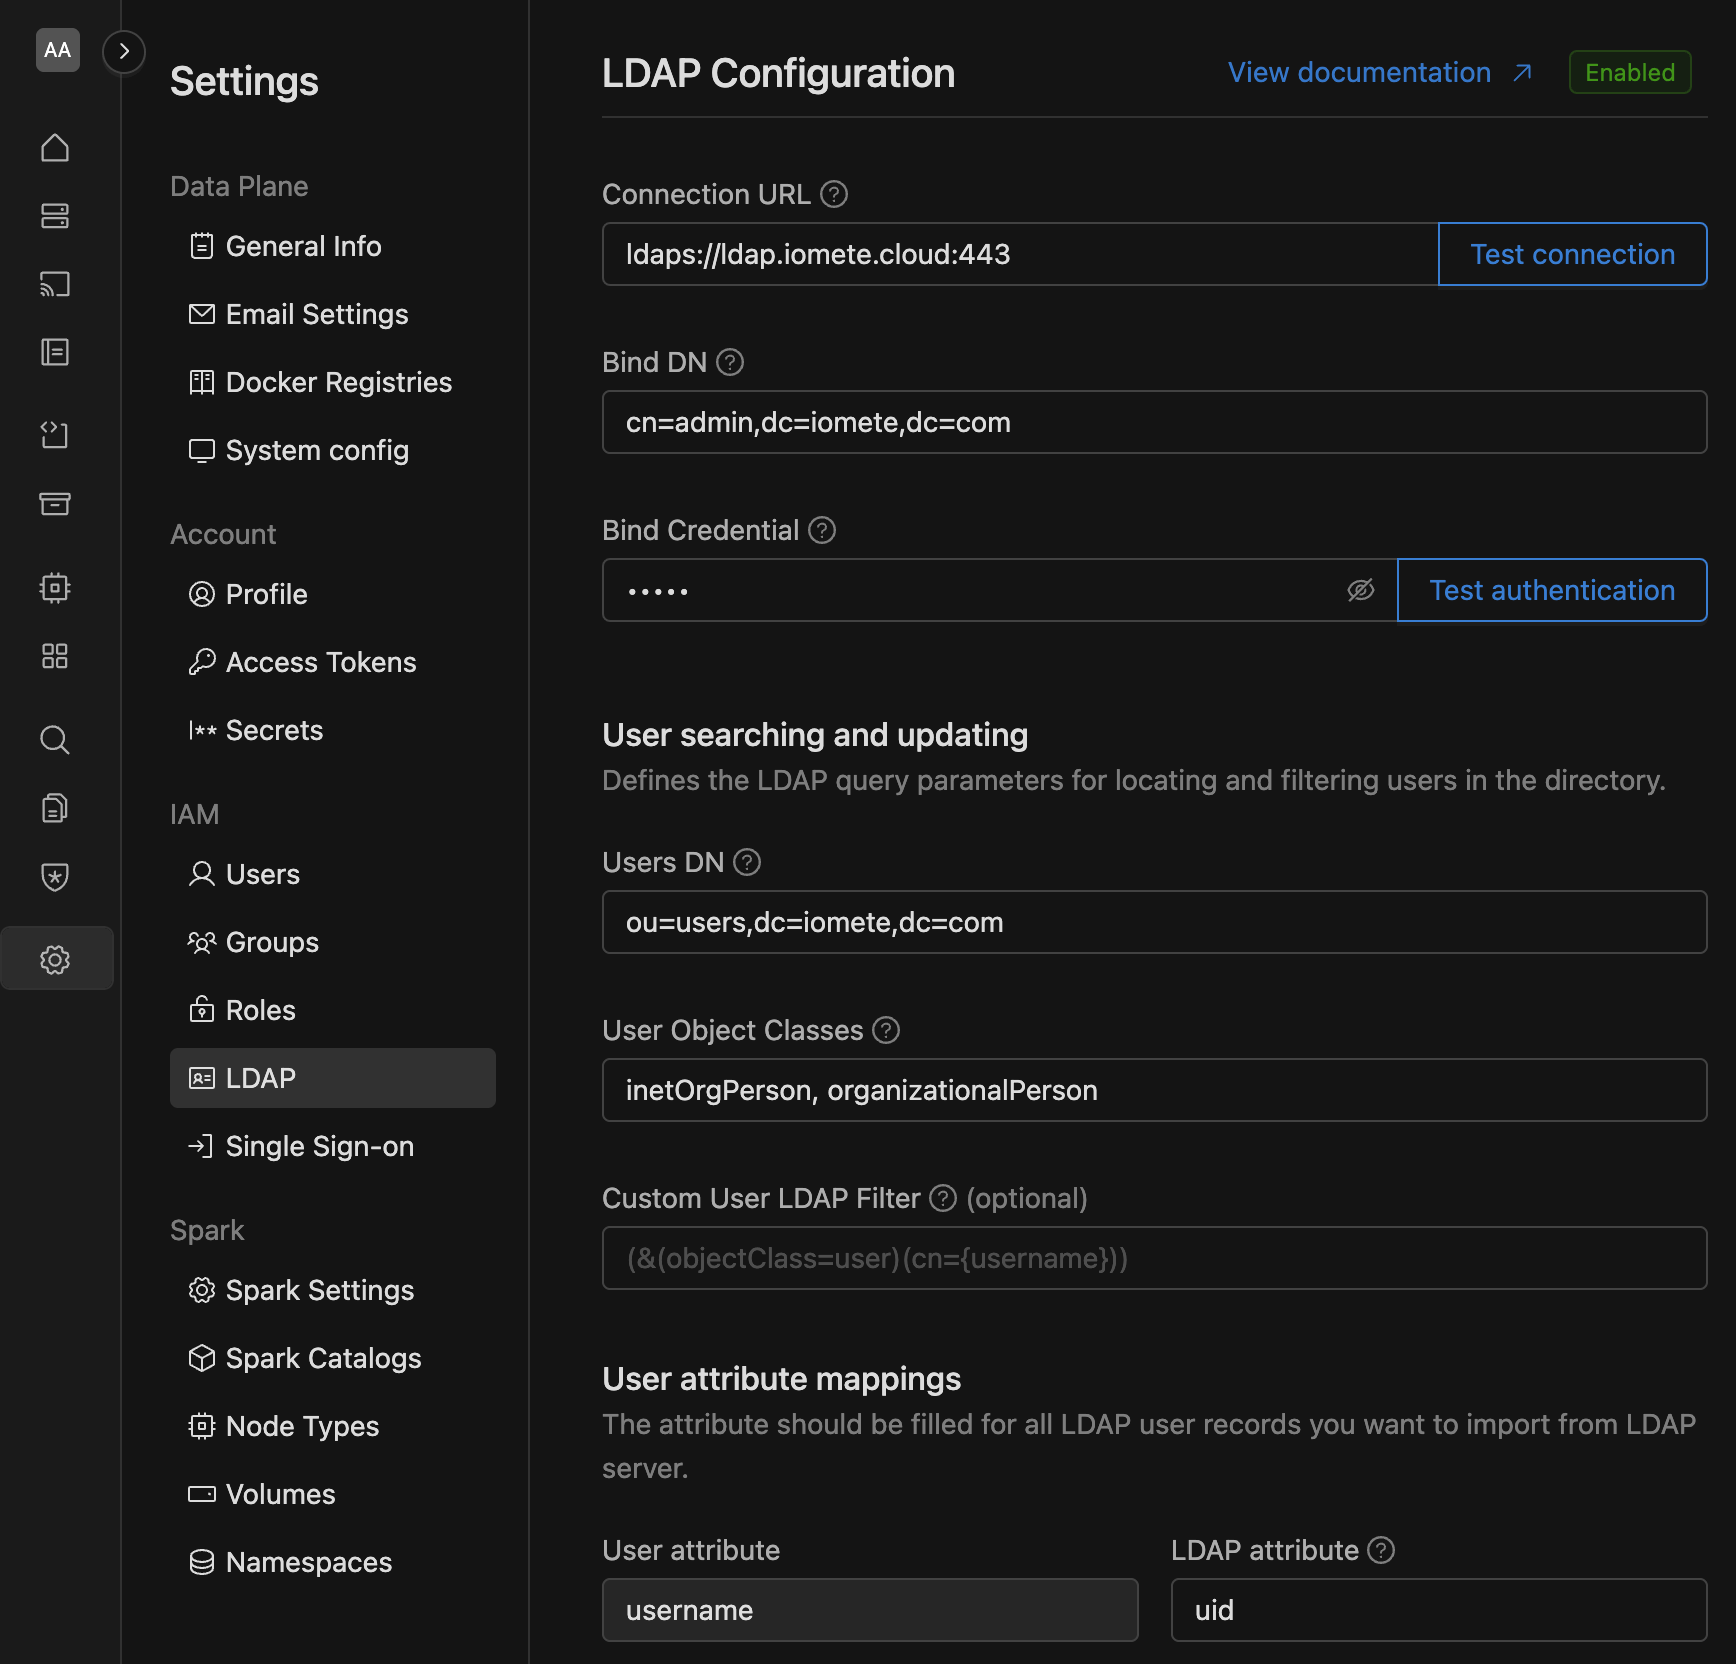 AA
Settings
Data Plane
General Info
Email Settings
Docker Registries
System config
Account
Profile
Access Tokens
Secrets
IAM
Users
Groups
Roles
LDAP
Single Sign-on
Spark
Spark Settings
Spark Catalogs
Node Types
Volumes
Namespaces
LDAP Configuration
View documentation
Enabled
Connection URL
ldaps://ldap.iomete.cloud:443
Test connection
Bind DN
cn=admin,dc=iomete,dc=com
Bind Credential
•••••
Test authentication
User searching and updating
Defines the LDAP query parameters for locating and filtering users in the directory.
Users DN
ou=users,dc=iomete,dc=com
User Object Classes
inetOrgPerson, organizationalPerson
Custom User LDAP Filter (optional)
(&(objectClass=user)(cn={username}))
User attribute mappings
The attribute should be filled for all LDAP user records you want to import from LDAP
server.
User attribute
LDAP attribute
username
uid